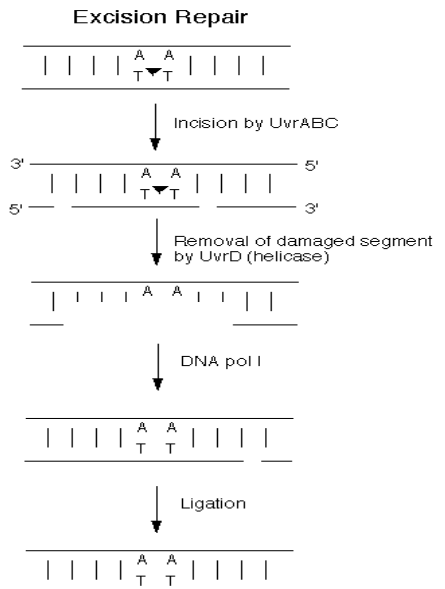 Excision Repair
A A
T T
Incision by UvrABC
3' 5'
A A
T T
5' 3'
Removal of damaged segment
by UvrD (helicase)
A A
DNA pol I
A A
T T
Ligation
A A
T T